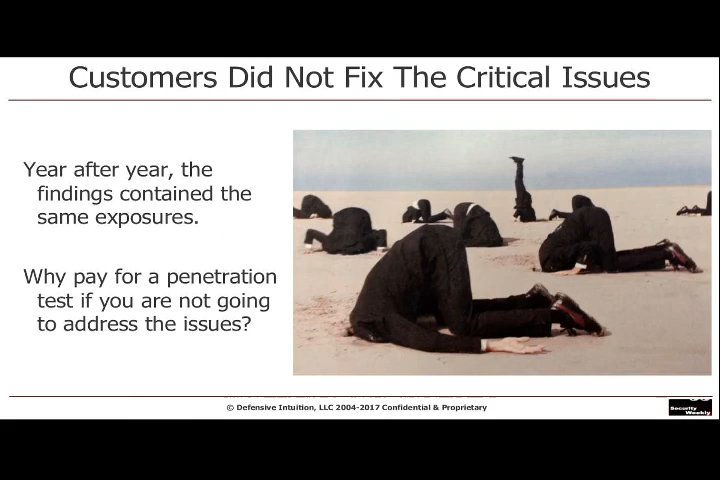 Customers Did Not Fix The Critical Issues
Year after year, the
findings contained the
same exposures.
Why pay for a penetration
test if you are not going
to address the issues?
© Defensive Intuition, LLC 2004-2017 Confidential & Proprietary
Security
Weekly